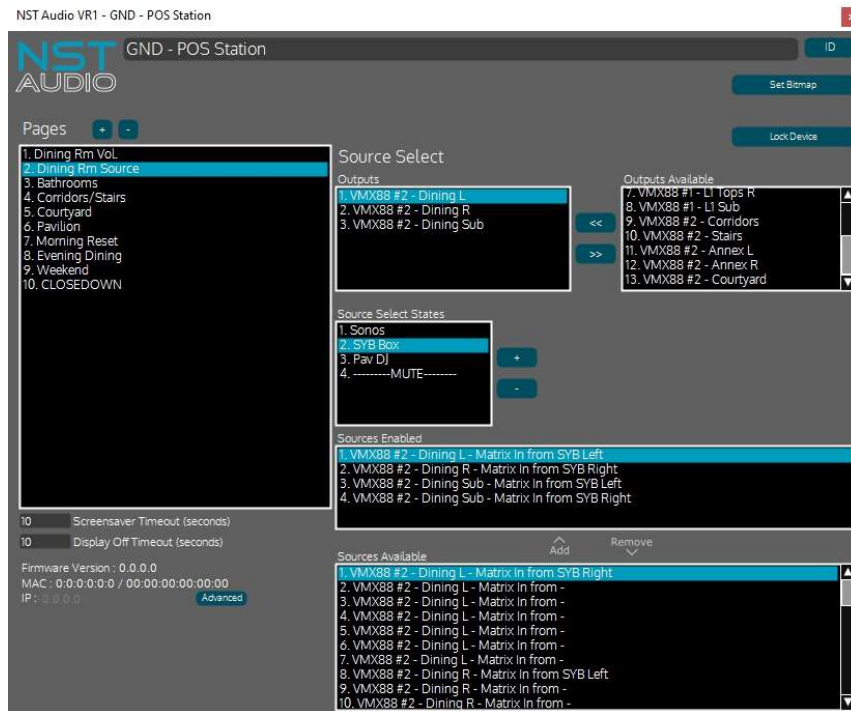 NST Audio VR1 - GND - POS Station
NST
AUDIO
GND - POS Station
ID
Set Bitmap
Lock Device
Pages
+
-
1. Dining Rm Vol.
2. Dining Rm Source
3. Bathrooms
4. Corridors/Stairs
5. Courtyard
6. Pavilion
7. Morning Reset
8. Evening Dining
9. Weekend
10. CLOSEDOWN
10 Screensaver Timeout (seconds)
10 Display Off Timeout (seconds)
Firmware Version : 0.0.0.0
MAC : 0:0:0:0:0:0 / 00:00:00:00:00:00
IP : 0.0.0.0
Advanced
Source Select
Outputs
1. VMX88 #2 - Dining L
2. VMX88 #2 - Dining R
3. VMX88 #2 - Dining Sub
<<
>>
Outputs Available
7. VMX88 #1 - L1 Tops R
8. VMX88 #1 - L1 Sub
9. VMX88 #2 - Corridors
10. VMX88 #2 - Stairs
11. VMX88 #2 - Annex L
12. VMX88 #2 - Annex R
13. VMX88 #2 - Courtyard
Source Select States
1. Sonos
2. SYB Box
3. Pav DJ
4. ---------MUTE--------
+
-
Sources Enabled
1. VMX88 #2 - Dining L - Matrix In from SYB Left
2. VMX88 #2 - Dining R - Matrix In from SYB Right
3. VMX88 #2 - Dining Sub - Matrix In from SYB Left
4. VMX88 #2 - Dining Sub - Matrix In from SYB Right
Add
Remove
Sources Available
1. VMX88 #2 - Dining L - Matrix In from SYB Right
2. VMX88 #2 - Dining L - Matrix In from -
3. VMX88 #2 - Dining L - Matrix In from -
4. VMX88 #2 - Dining L - Matrix In from -
5. VMX88 #2 - Dining L - Matrix In from -
6. VMX88 #2 - Dining L - Matrix In from -
7. VMX88 #2 - Dining L - Matrix In from -
8. VMX88 #2 - Dining R - Matrix In from SYB Left
9. VMX88 #2 - Dining R - Matrix In from -
10. VMX88 #2 - Dining R - Matrix In from -